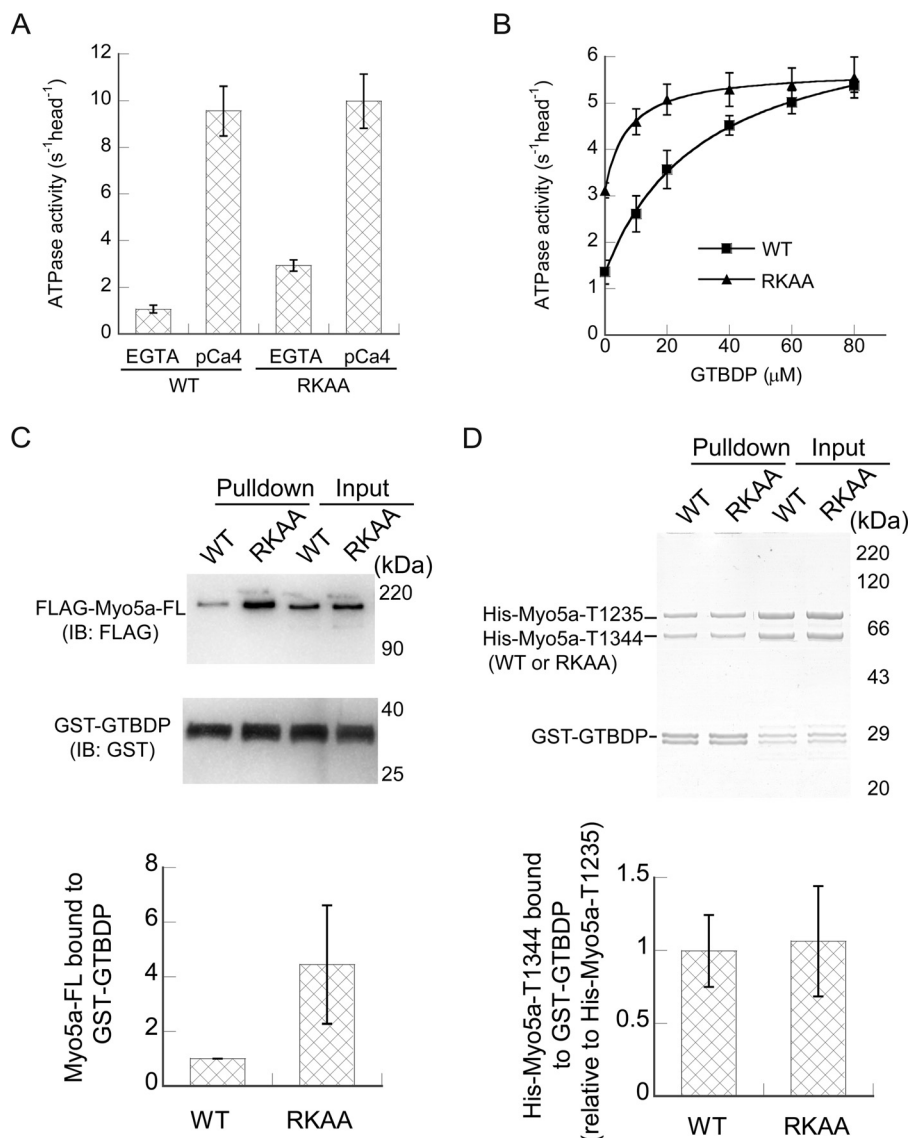 A
ATPase activity (s⁻¹head⁻¹)
12
10
8
6
4
2
0
EGTA pCa4 EGTA pCa4
WT RKAA
B
ATPase activity (s⁻¹head⁻¹)
6
5
4
3
2
1
0
WT
RKAA
0 20 40 60 80
GTBDP (μM)
C
Pulldown Input
WT RKAA WT RKAA
(kDa)
FLAG-Myo5a-FL
(IB: FLAG)
220
90
GST-GTBDP
(IB: GST)
40
25
Myo5a-FL bound to
GST-GTBDP
8
6
4
2
0
WT RKAA
D
Pulldown Input
WT RKAA WT RKAA
(kDa)
220
120
His-Myo5a-T1235
66
His-Myo5a-T1344
(WT or RKAA)
43
GST-GTBDP
29
20
His-Myo5a-T1344 bound
to GST-GTBDP
(relative to His-Myo5a-T1235)
1.5
1
0.5
0
WT RKAA